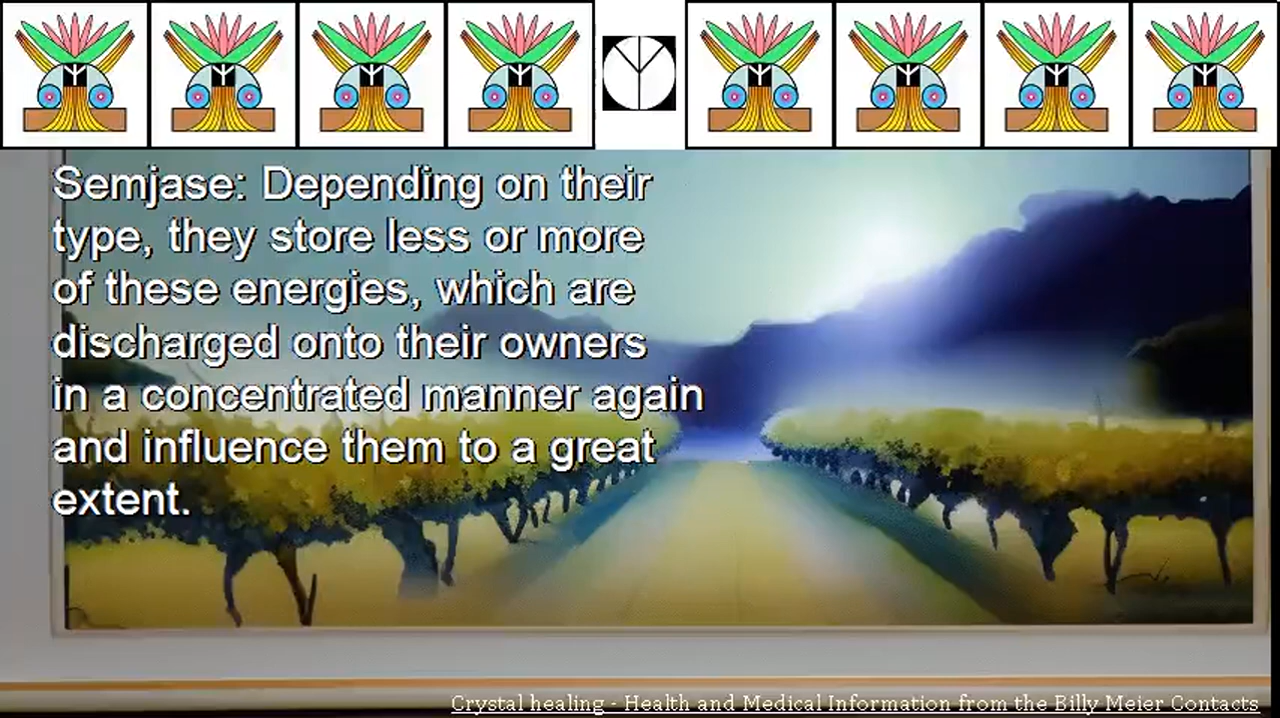 Semjase: Depending on their
type, they store less or more
of these energies, which are
discharged onto their owners
in a concentrated manner again
and influence them to a great
extent.
Crystal healing - Health and Medical Information from the Billy Meier Contacts